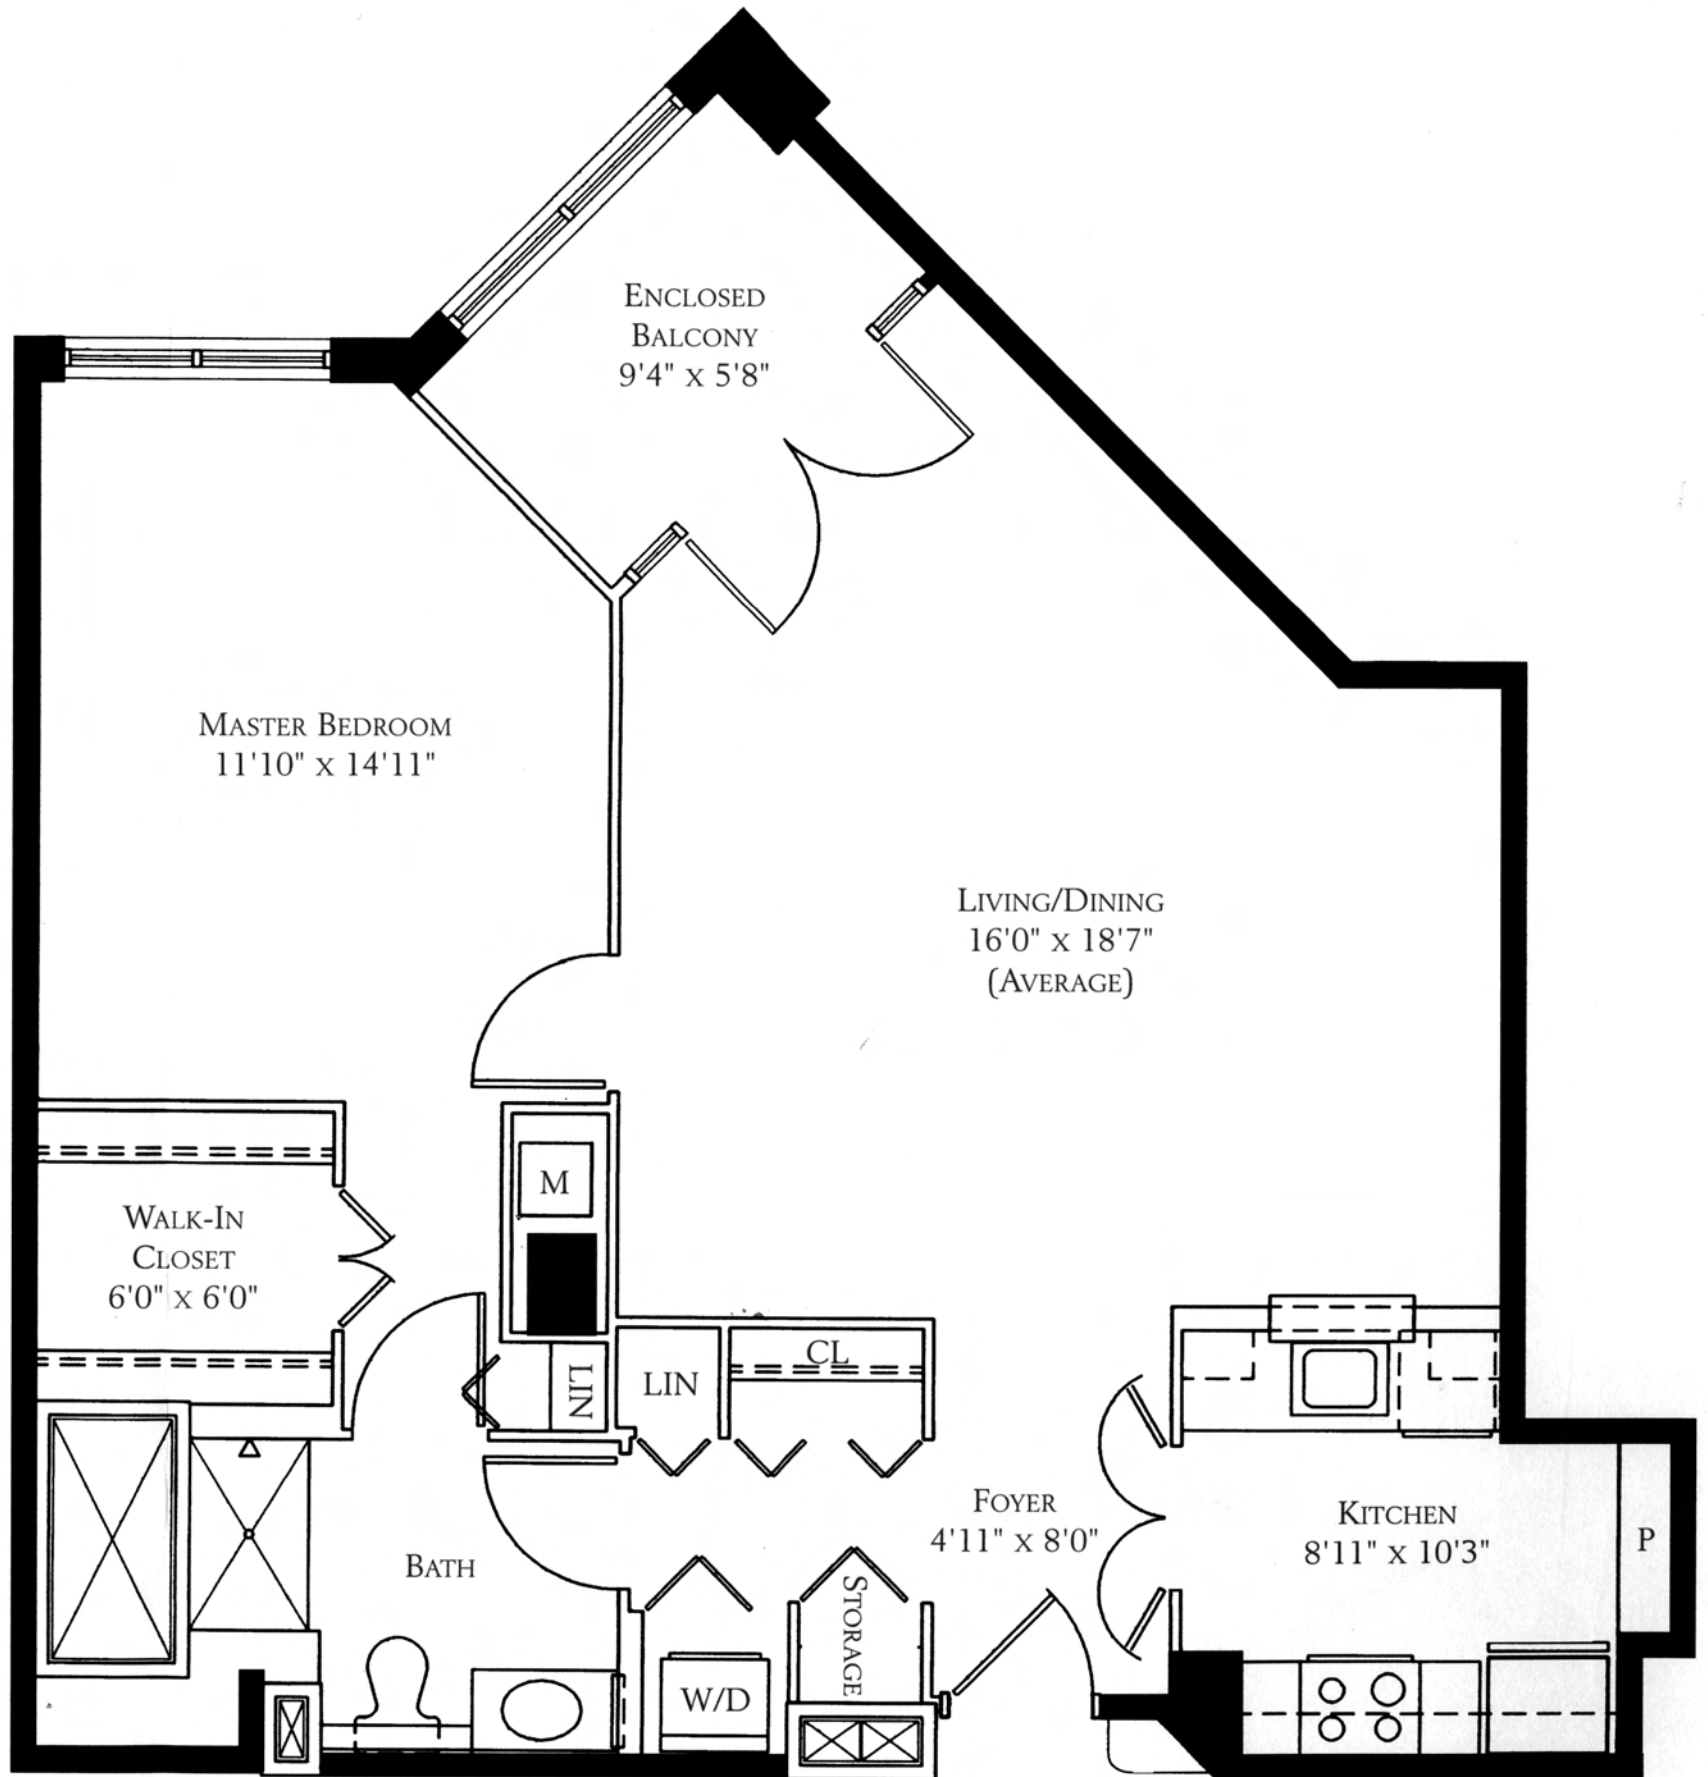 Enclosed
Balcony
9'4" x 5'8"
Master Bedroom
11'10" x 14'11"
Living/Dining
16'0" x 18'7"
(Average)
M
Walk-In
Closet
6'0" x 6'0"
LIN
LIN
CL
Foyer
4'11" x 8'0"
Kitchen
8'11" x 10'3"
P
Bath
Storage
W/D